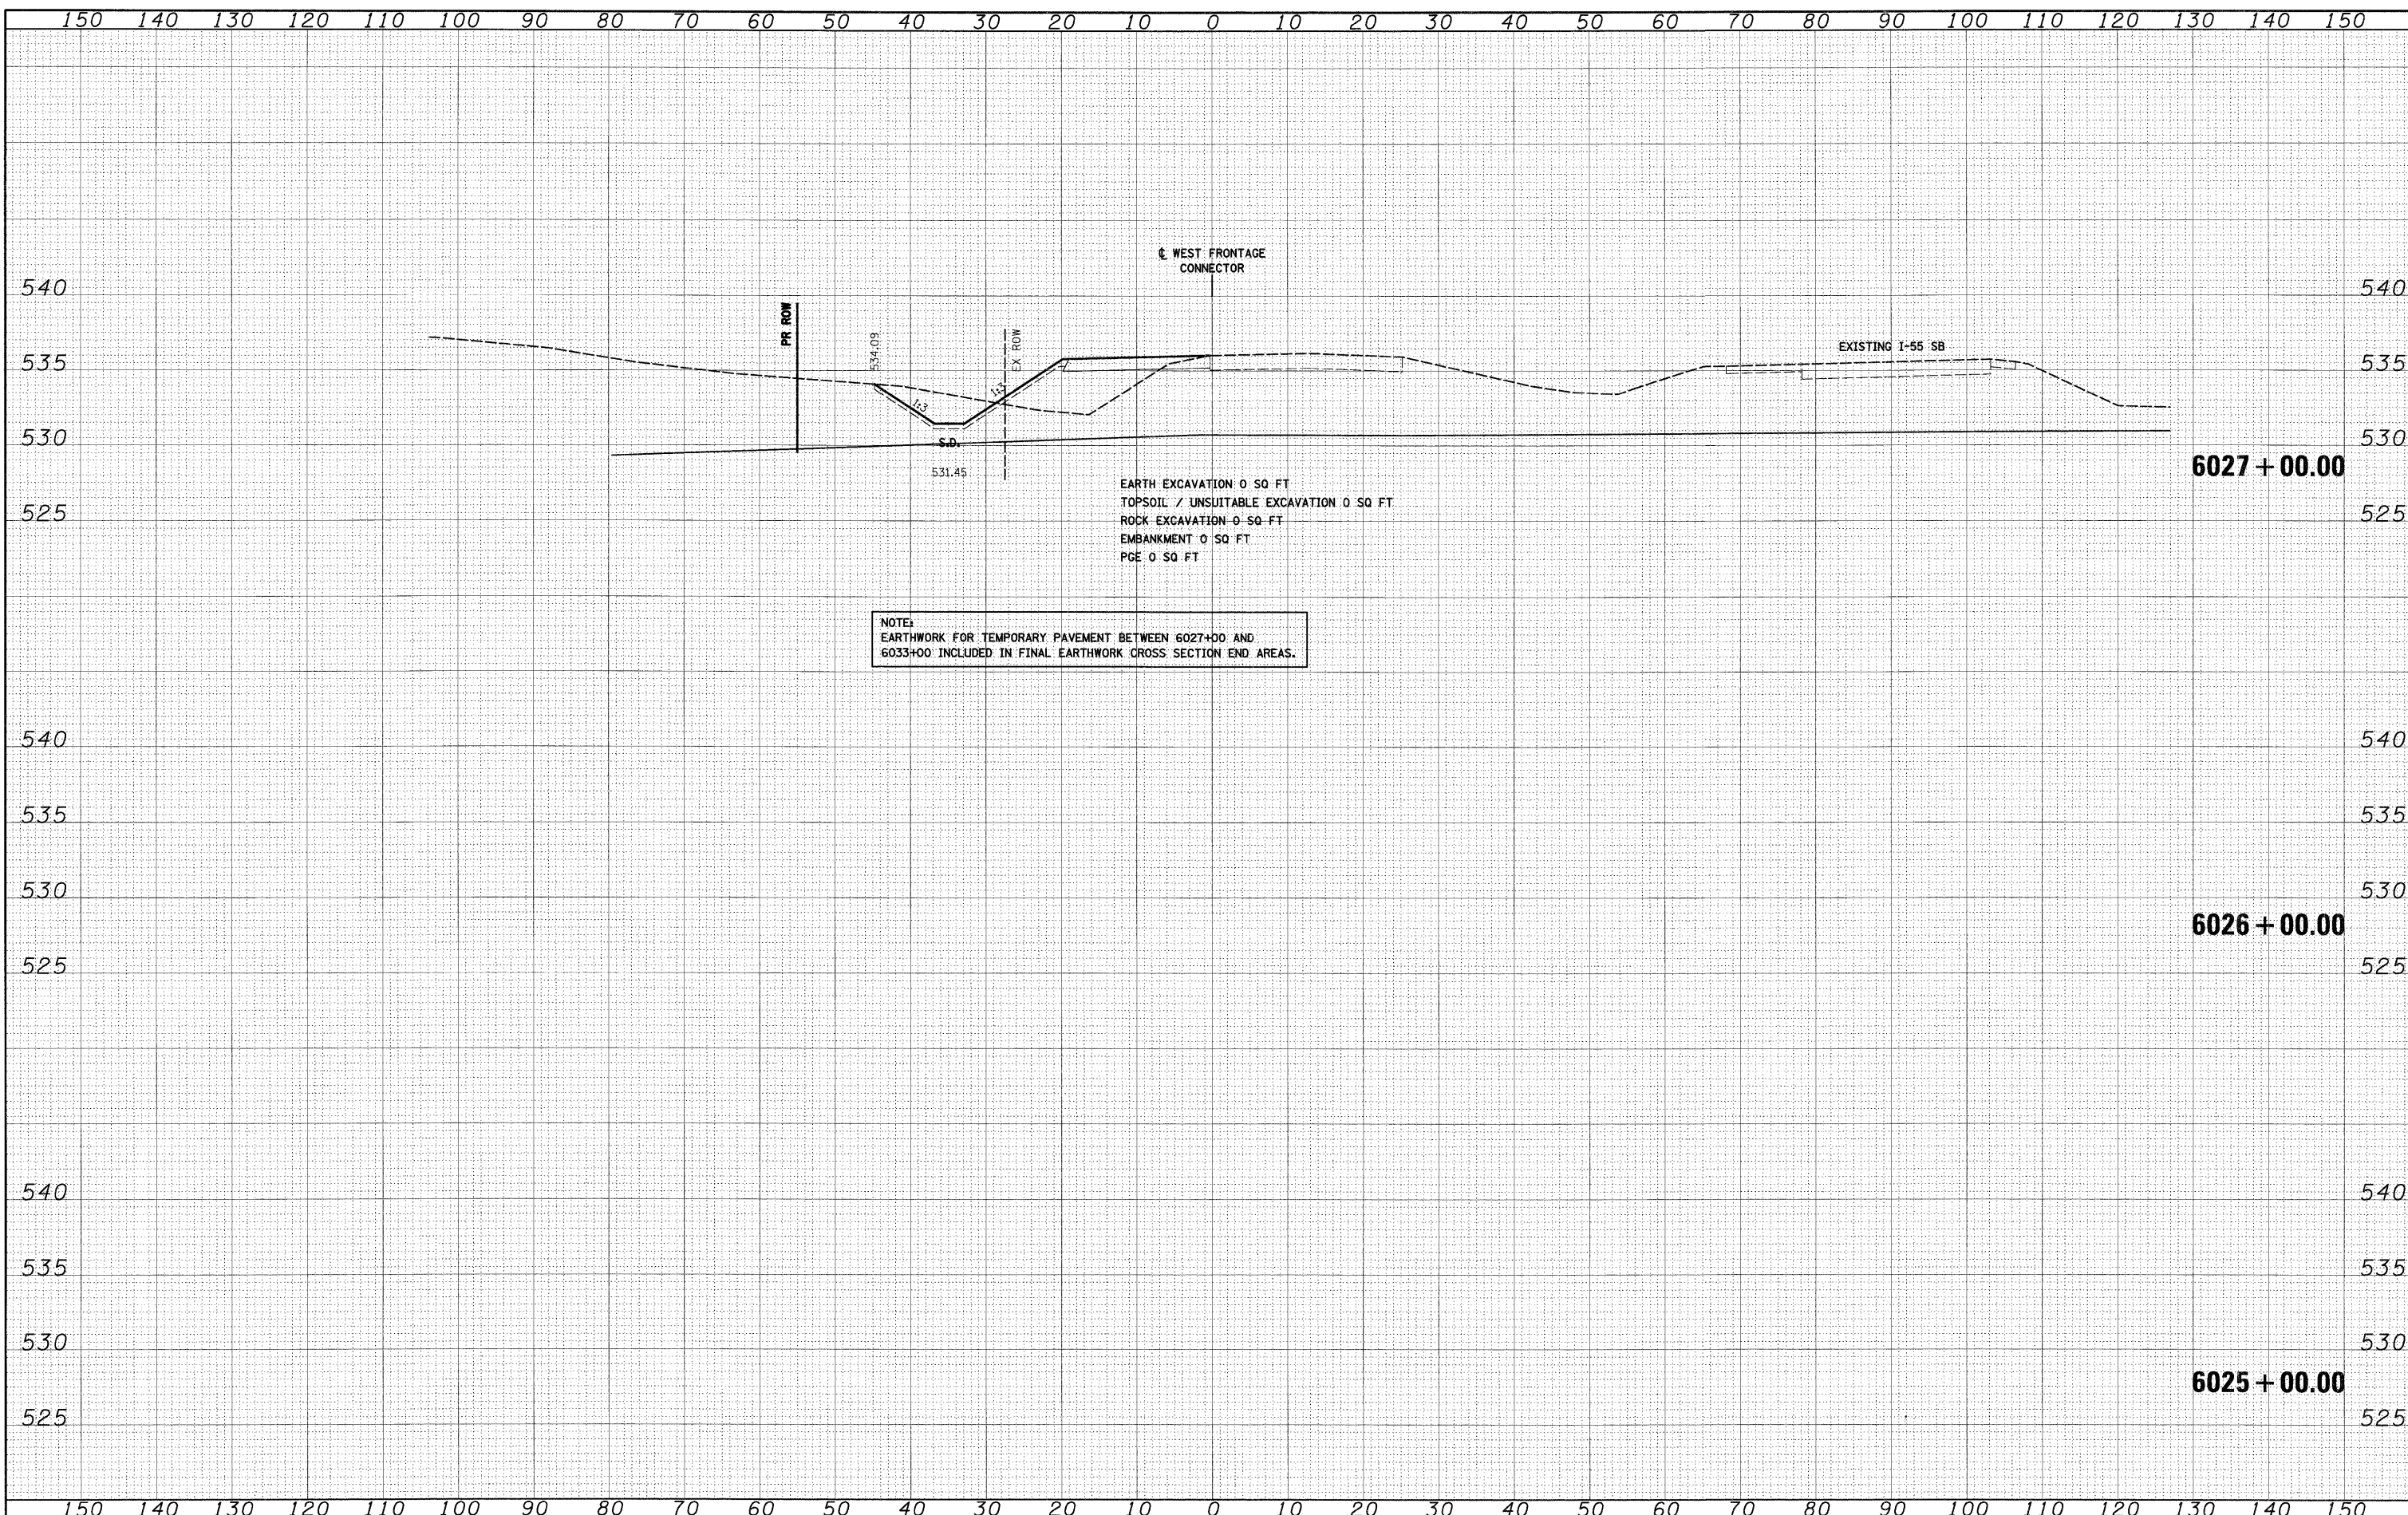 150 140 130 120 110 100 90 80 70 60 50 40 30 20 10 0 10 20 30 40 50 60 70 80 90 100 110 120 130 140 150
℄ WEST FRONTAGE
CONNECTOR
540 540
PR ROW
534.09
EX ROW
EXISTING I-55 SB
535 535
1:3
1:3
530 530
S.D.
531.45
6027+00.00
EARTH EXCAVATION 0 SQ FT
TOPSOIL / UNSUITABLE EXCAVATION 0 SQ FT
525 525
ROCK EXCAVATION 0 SQ FT
EMBANKMENT 0 SQ FT
PGE 0 SQ FT
NOTE:
EARTHWORK FOR TEMPORARY PAVEMENT BETWEEN 6027+00 AND
6033+00 INCLUDED IN FINAL EARTHWORK CROSS SECTION END AREAS.
540 540
535 535
530 530
6026+00.00
525 525
540 540
535 535
530 530
6025+00.00
525 525
150 140 130 120 110 100 90 80 70 60 50 40 30 20 10 0 10 20 30 40 50 60 70 80 90 100 110 120 130 140 150